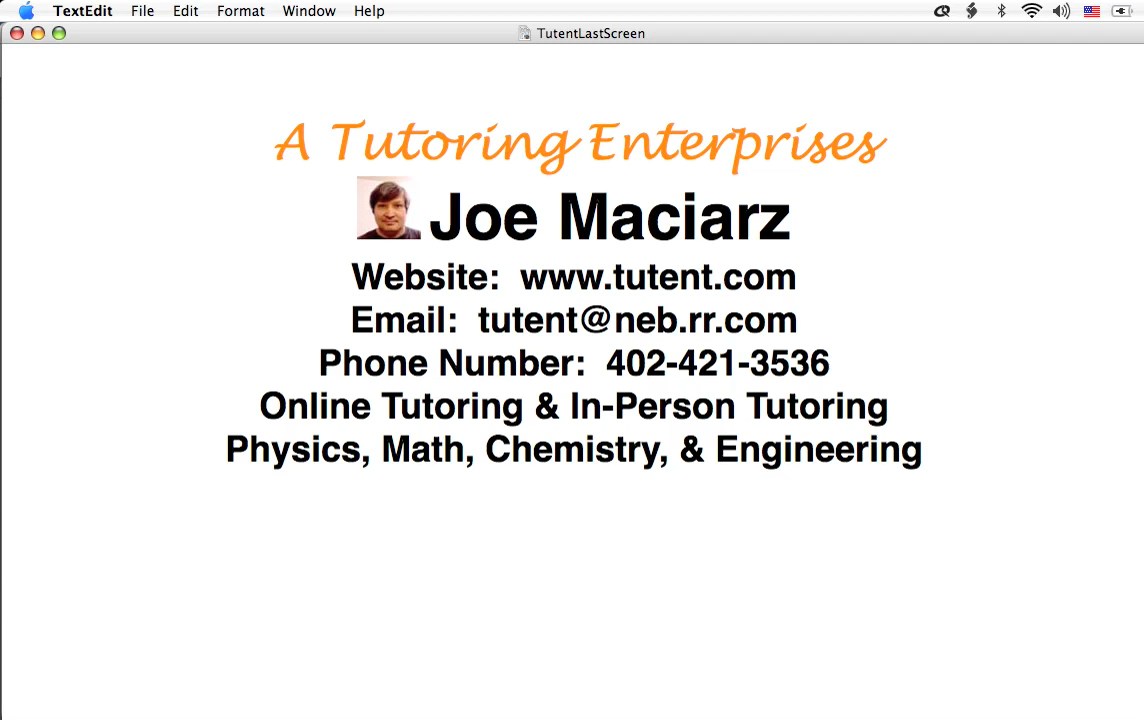 TextEdit File Edit Format Window Help
TutentLastScreen
A Tutoring Enterprises
Joe Maciarz
Website: www.tutent.com
Email: tutent@neb.rr.com
Phone Number: 402-421-3536
Online Tutoring & In-Person Tutoring
Physics, Math, Chemistry, & Engineering